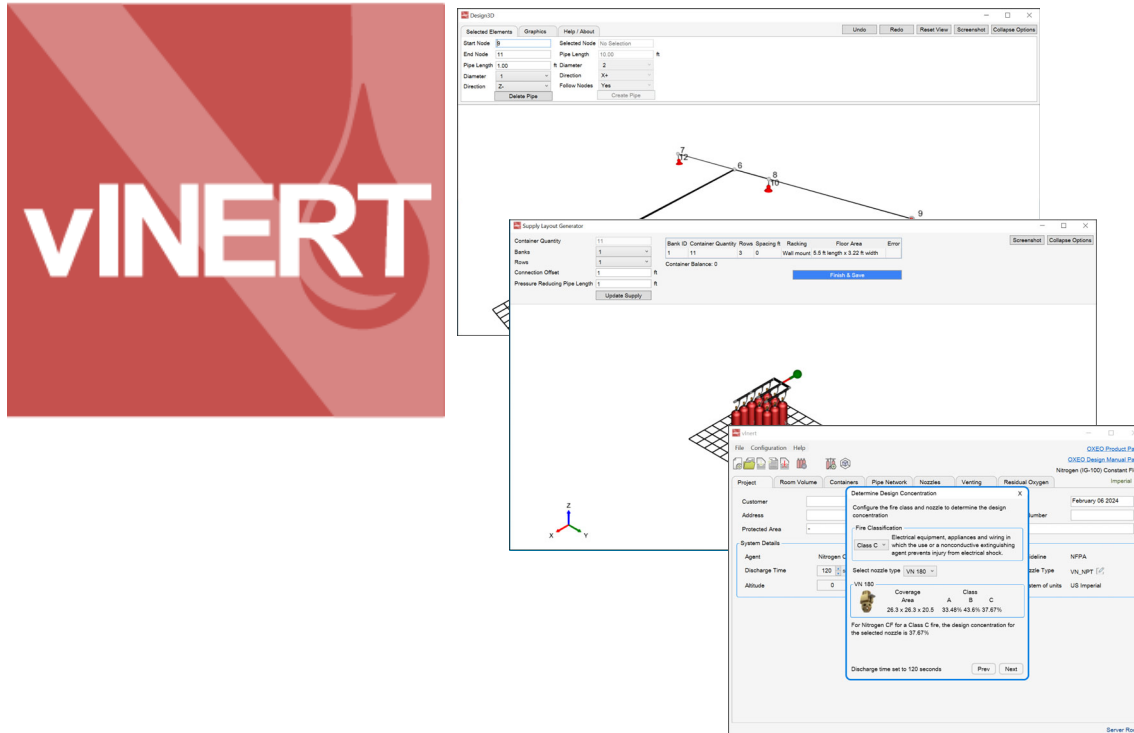 vINERT
Design3D
Selected Elements Graphics Help / About Undo Redo Reset View Screenshot Collapse Options
Start Node 9 Selected Node No Selection
End Node 11 Pipe Length 10.00 ft
Pipe Length 1.00 ft Diameter 2
Diameter 1 Direction X+
Direction Z- Follow Nodes Yes
Delete Pipe Create Pipe
7
12
6
8
10
9
Supply Layout Generator
Screenshot Collapse Options
Container Quantity 11
Banks 1
Rows 1
Connection Offset 1 ft
Pressure Reducing Pipe Length 1 ft
Update Supply
Bank ID Container Quantity Rows Spacing ft Racking Floor Area Error
1 11 3 0 Wall mount 5.5 ft length x 3.22 ft width
Container Balance: 0
Finish & Save
Z
X Y
vInert
File Configuration Help
OXEO Product Pa
OXEO Design Manual Pa
Nitrogen (IG-100) Constant Fl
Project Room Volume Containers Pipe Network Nozzles Venting Residual Oxygen Imperial
Customer February 06 2024
Address umber
Protected Area -
System Details
Agent Nitrogen C deline NFPA
Discharge Time 120 s zzle Type VN_NPT
Altitude 0 stem of units US Imperial
Determine Design Concentration X
Configure the fire class and nozzle to determine the design
concentration
Fire Classification
Class C
Electrical equipment, appliances and wiring in
which the use or a nonconductive extinguishing
agent prevents injury from electrical shock.
Select nozzle type VN 180
VN 180
Coverage Class
Area A B C
26.3 x 26.3 x 20.5 33.48% 43.6% 37.67%
For Nitrogen CF for a Class C fire, the design concentration for
the selected nozzle is 37.67%
Discharge time set to 120 seconds Prev Next
Server Ro